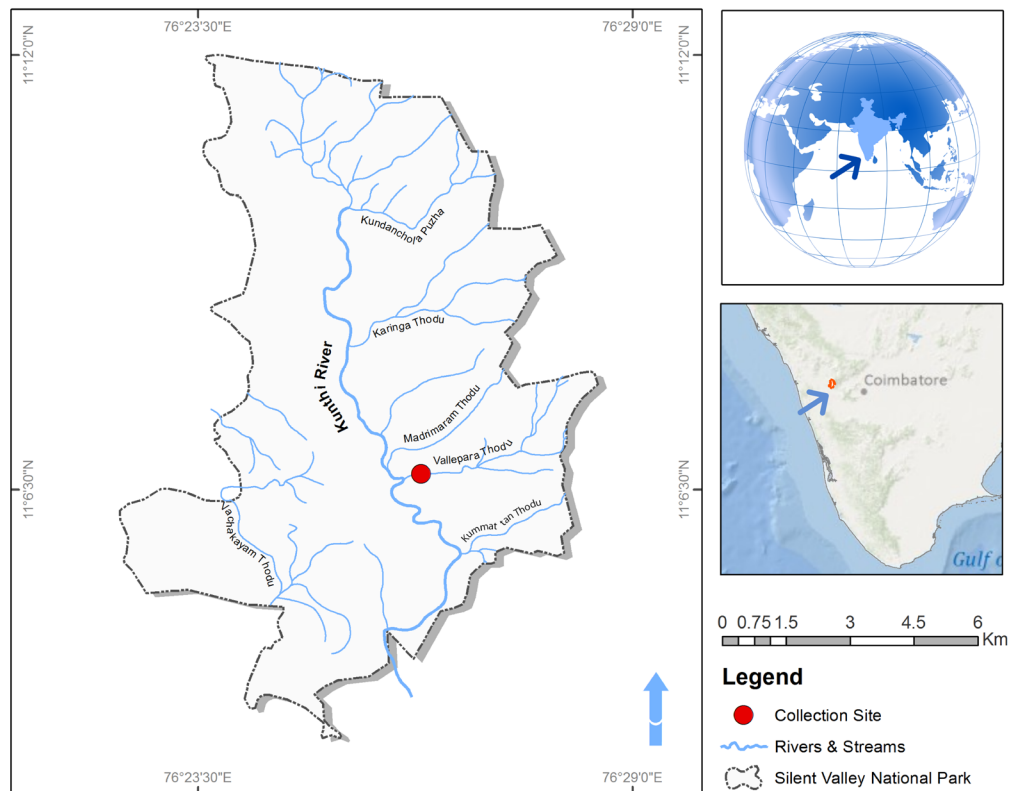 76°23'30"E
76°29'0"E
11°12'0"N
11°12'0"N
Kundanchola Puzha
Karinga Thodu
Kunthi River
Madrimaram Thodu
Vallepara Thodu
11°6'30"N
11°6'30"N
Kummattan Thodu
Vachakayam Thodu
76°23'30"E
76°29'0"E
Coimbatore
Gulf o
0 0.75 1.5 3 4.5 6
Km
Legend
Collection Site
Rivers & Streams
Silent Valley National Park